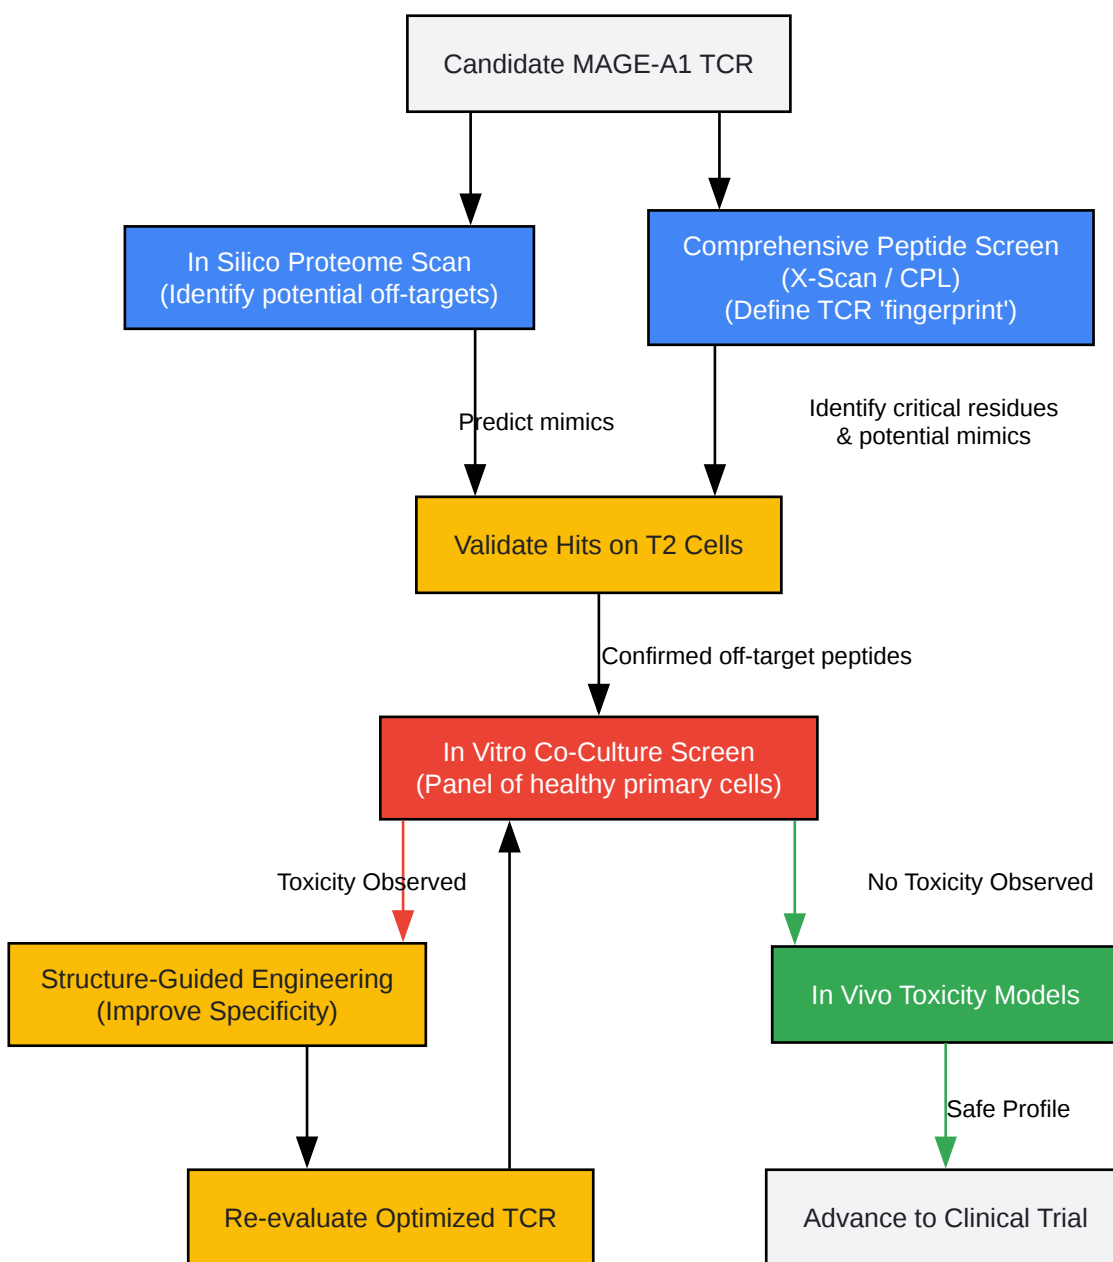 Candidate MAGE-A1 TCR
In Silico Proteome Scan
(Identify potential off-targets)
Comprehensive Peptide Screen
(X-Scan / CPL)
(Define TCR 'fingerprint')
Predict mimics
Identify critical residues
& potential mimics
Validate Hits on T2 Cells
Confirmed off-target peptides
In Vitro Co-Culture Screen
(Panel of healthy primary cells)
Toxicity Observed
No Toxicity Observed
Structure-Guided Engineering
(Improve Specificity)
In Vivo Toxicity Models
Safe Profile
Re-evaluate Optimized TCR
Advance to Clinical Trial